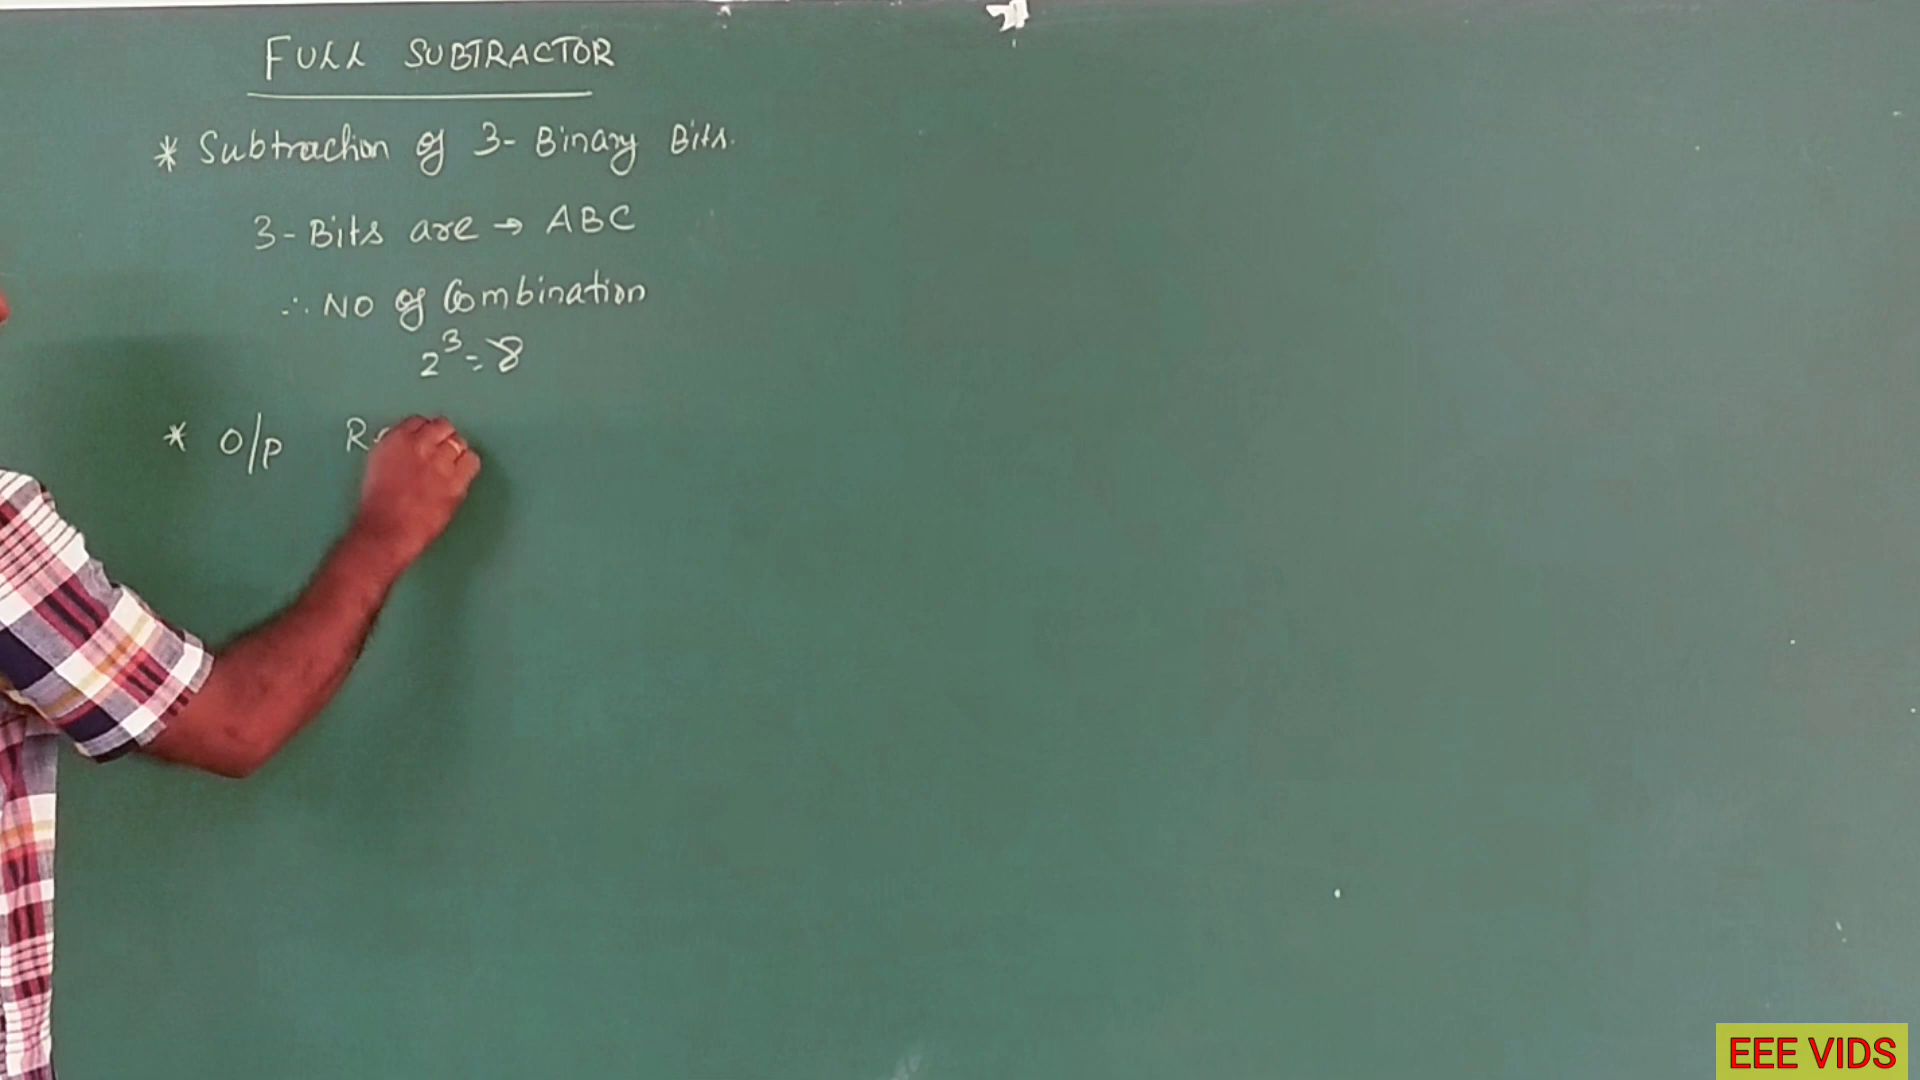 FULL SUBTRACTOR
* Subtraction of 3- Binary Bits.
3-Bits are → ABC
∴ NO of Combination
2³ = 8
* O/P
EEE VIDS